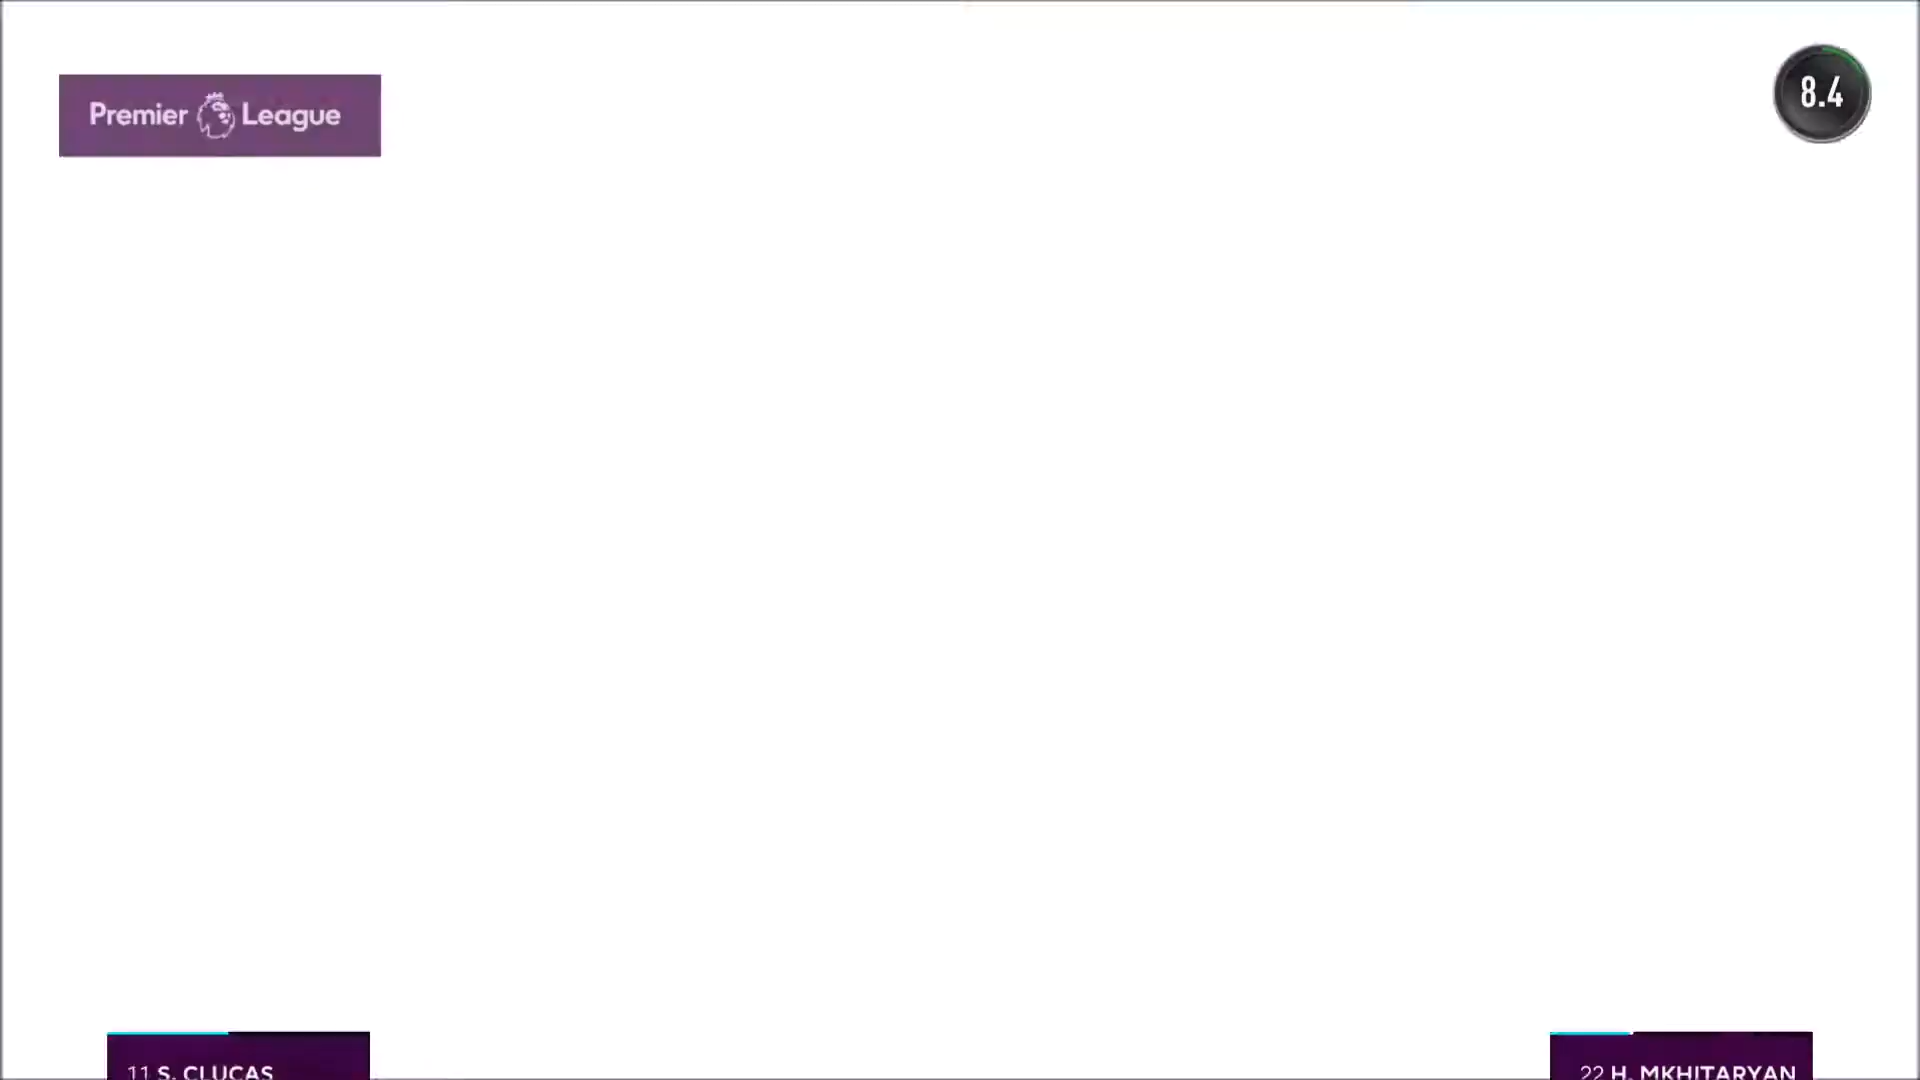 Premier League
8.4
11 S. CLUCAS
22 H. MKHITARYAN